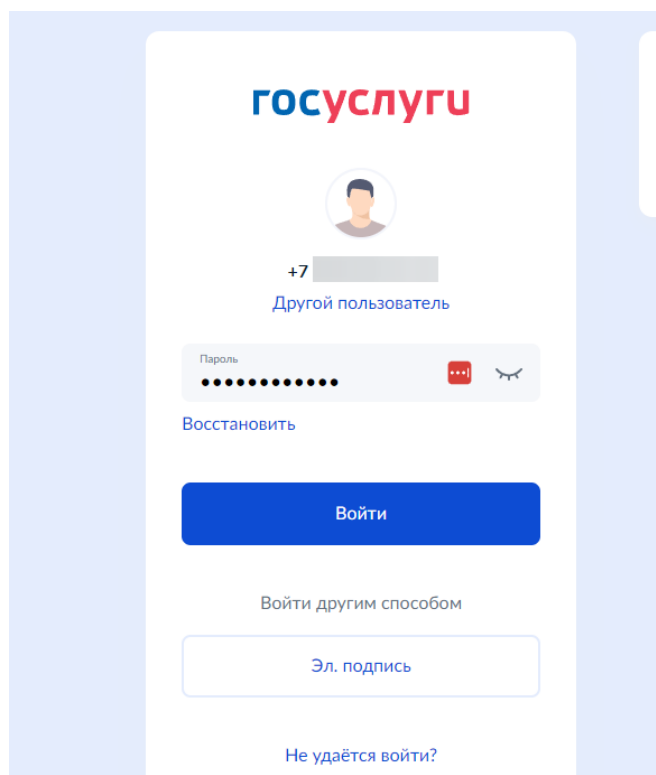 госуслуги
+7
Другой пользователь
Пароль
Восстановить
Войти
Войти другим способом
Эл. подпись
Не удаётся войти?